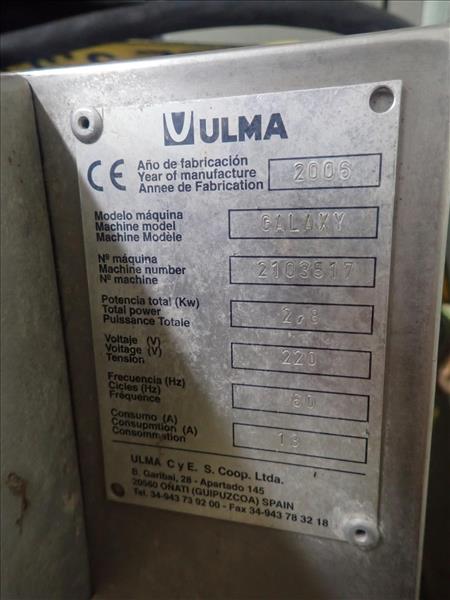 ULMA
CE
Año de fabricación
Year of manufacture 2006
Annee de Fabrication
Modelo máquina
Machine model GALAXY
Machine Modèle
Nº máquina
Machine number 2103517
Nº machine
Potencia total (Kw)
Total power 2,8
Puissance Totale
Voltaje (V)
Voltage (V) 220
Tension
Frecuencia (Hz)
Cicles (Hz) 60
Fréquence
Consumo (A)
Consupmtion (A) 13
Consommation
ULMA C y E. S. Coop. Ltda.
B. Garibai, 28 - Apartado 145
20560 OÑATI (GUIPUZCOA) SPAIN
Tel. 34-943 73 92 00 - Fax 34-943 78 32 18